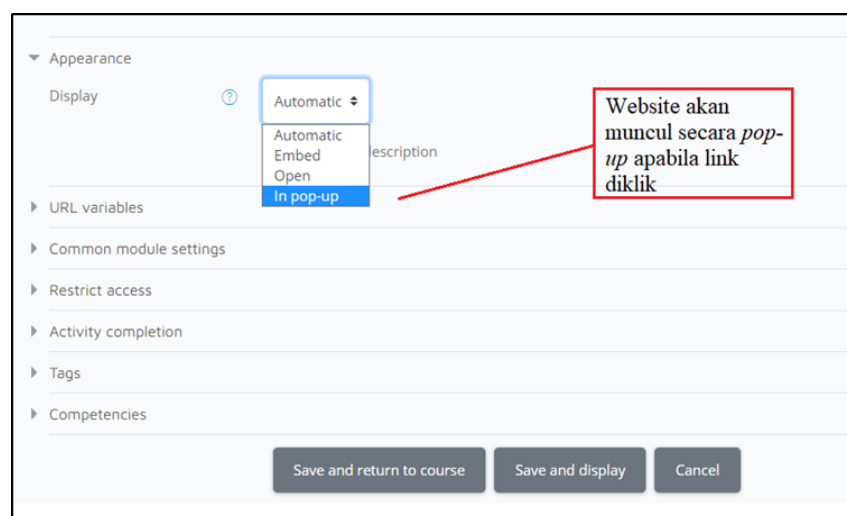 Appearance
Display
Automatic
Automatic
Embed
Open
In pop-up
escription
Website akan
muncul secara pop-
up apabila link
diklik
URL variables
Common module settings
Restrict access
Activity completion
Tags
Competencies
Save and return to course
Save and display
Cancel